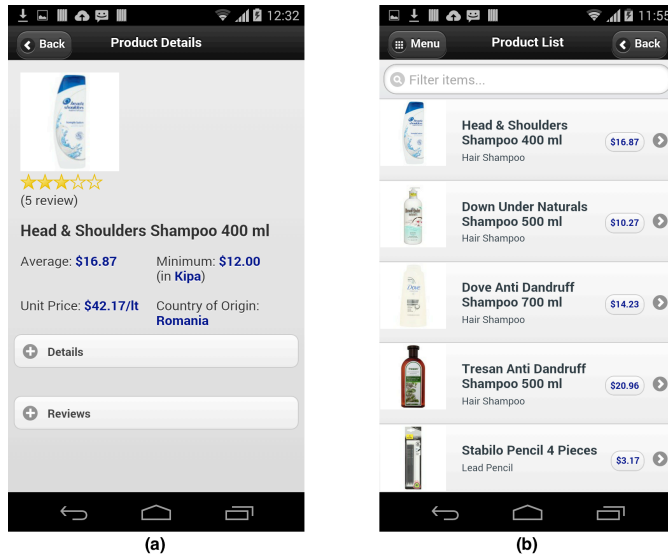 12:32
Back
Product Details
(5 review)
Head & Shoulders Shampoo 400 ml
Average: $16.87
Minimum: $12.00
(in Kipa)
Unit Price: $42.17/lt
Country of Origin:
Romania
Details
Reviews
(a)
11:55
Menu
Product List
Back
Filter items...
Head & Shoulders
Shampoo 400 ml
Hair Shampoo
$16.87
Down Under Naturals
Shampoo 500 ml
Hair Shampoo
$10.27
Dove Anti Dandruff
Shampoo 700 ml
Hair Shampoo
$14.23
Tresan Anti Dandruff
Shampoo 500 ml
Hair Shampoo
$20.96
Stabilo Pencil 4 Pieces
Lead Pencil
$3.17
(b)